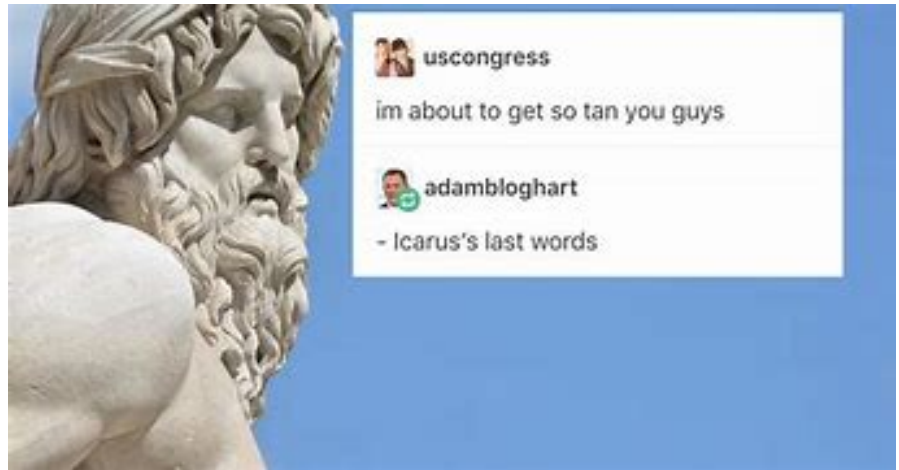 uscongress
im about to get so tan you guys
adambloghart
- Icarus's last words